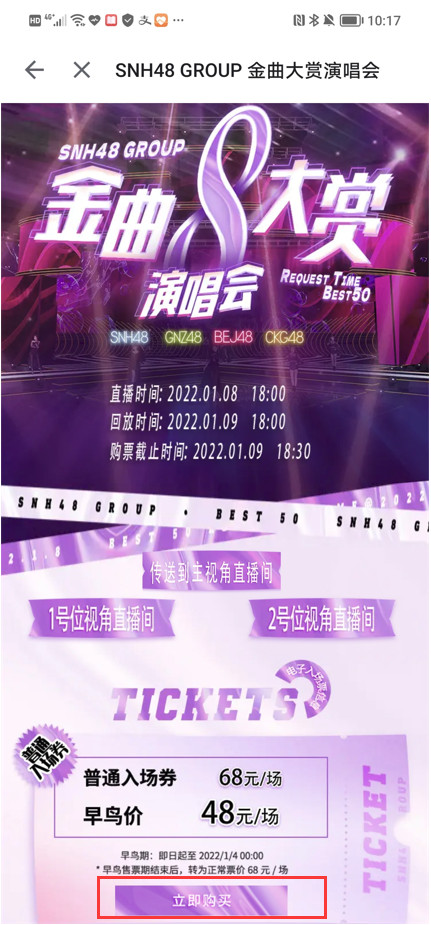 HD 4G 支 ... 10:17
SNH48 GROUP 金曲大赏演唱会
SNH48 GROUP
金曲大赏
演唱会
REQUEST TIME
BEST50
SNH48 GNZ48 BEJ48 CKG48
直播时间: 2022.01.08 18:00
回放时间: 2022.01.09 18:00
购票截止时间: 2022.01.09 18:30
SNH48 GROUP • BEST 50 SNH48 G
BEST 50
传送到主视角直播间
1号位视角直播间
2号位视角直播间
TICKETS
普通
入场券
普通入场券 68元/场
早鸟价 48元/场
TICKET
早鸟期：即日起至 2022/1/4 00:00
* 早鸟售票期结束后，转为正常票价 68 元 / 场
立即购买